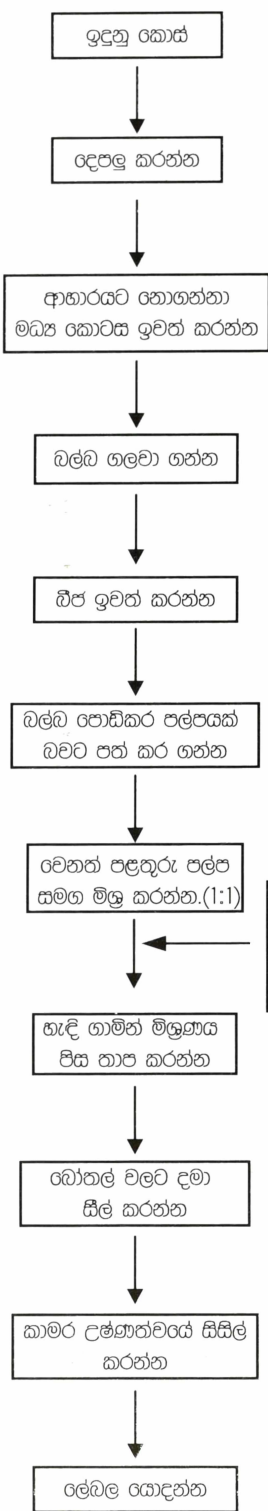 ඉදුනු කොස්
දෙපලු කරන්න
ආහාරයට නොගන්නා
මධ්‍ය කොටස ඉවත් කරන්න
බල්බ ගලවා ගන්න
බීජ ඉවත් කරන්න
බල්බ පොඩිකර පල්පයක්
බවට පත් කර ගන්න
වෙනත් පළතුරු පල්ප
සමග මිශ්‍ර කරන්න.(1:1)
හැඳි ගාමින් මිශ්‍රණය
පිස තාප කරන්න
බෝතල් වලට දමා
සීල් කරන්න
කාමර උෂ්ණත්වයේ සිසිල්
කරන්න
ලේබල යොදන්න